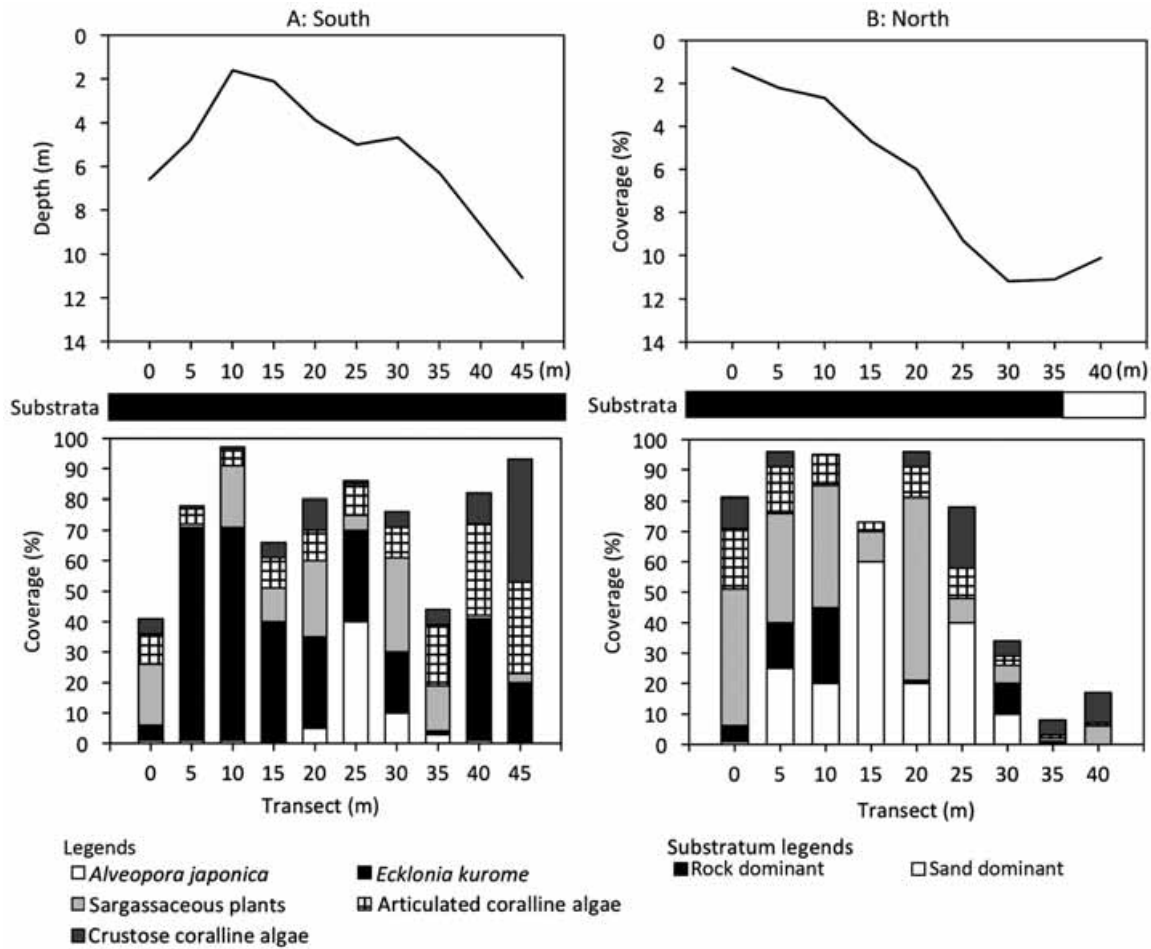 A: South
B: North
0
2
4
6
8
10
12
14
Depth (m)
0 5 10 15 20 25 30 35 40 45 (m)
0
2
4
6
8
10
12
14
Coverage (%)
0 5 10 15 20 25 30 35 40 (m)
Substrata
Substrata
100
90
80
70
60
50
40
30
20
10
0
Coverage (%)
0 5 10 15 20 25 30 35 40 45
Transect (m)
100
90
80
70
60
50
40
30
20
10
0
Coverage (%)
0 5 10 15 20 25 30 35 40
Transect (m)
Legends
Alveopora japonica
Ecklonia kurome
Sargassaceous plants
Articulated coralline algae
Crustose coralline algae
Substratum legends
Rock dominant
Sand dominant